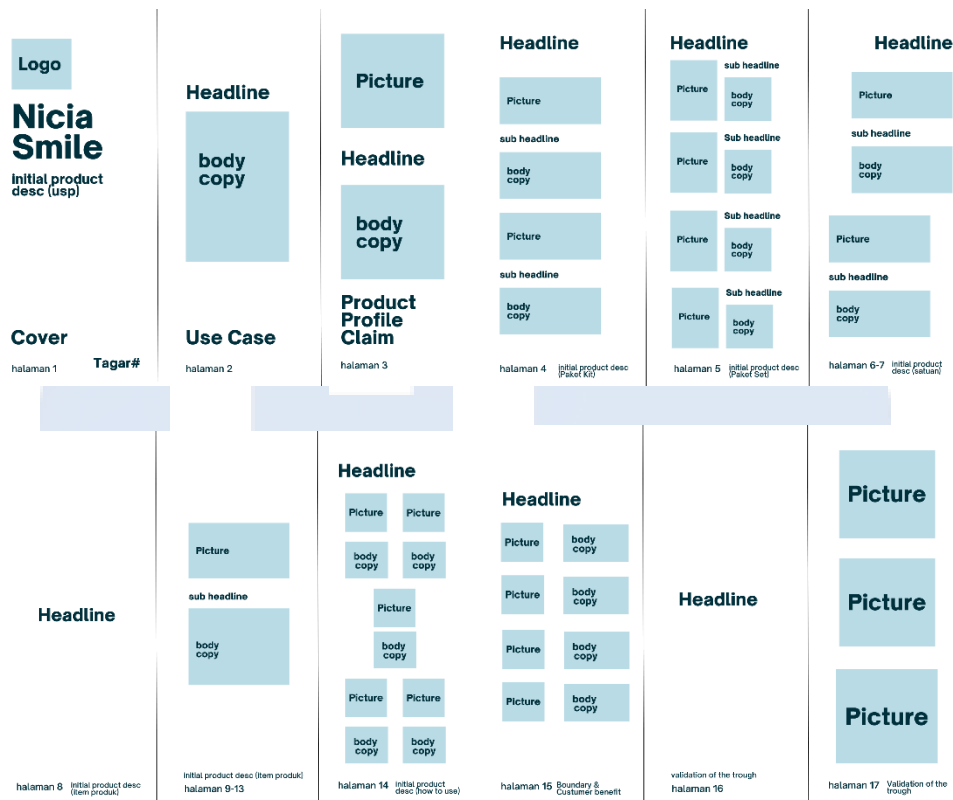 Logo
Nicia
Smile
initial product
desc (usp)
Cover
halaman 1
Tagar#
Headline
body
copy
Use Case
halaman 2
Picture
Headline
body
copy
Product
Profile
Claim
halaman 3
Headline
Picture
sub headline
body
copy
Picture
sub headline
body
copy
halaman 4
initial product desc
(Paket Kit)
Headline
sub headline
Picture
body
copy
Sub headline
Picture
body
copy
Sub headline
Picture
body
copy
Sub headline
Picture
body
copy
halaman 5
initial product desc
(Paket Set)
Headline
Picture
sub headline
body
copy
Picture
sub headline
body
copy
halaman 6-7
initial product
desc (satuan)
Headline
halaman 8
initial product desc
(item produk)
Picture
sub headline
body
copy
initial product desc (item produk)
halaman 9-13
Headline
Picture
Picture
body
copy
body
copy
Picture
body
copy
Picture
Picture
body
copy
body
copy
halaman 14
initial product
desc (how to use)
Headline
Picture
body
copy
Picture
body
copy
Picture
body
copy
Picture
body
copy
halaman 15
Boundary &
Custumer benefit
Headline
validation of the trough
halaman 16
Picture
Picture
Picture
halaman 17
Validation of the
trough